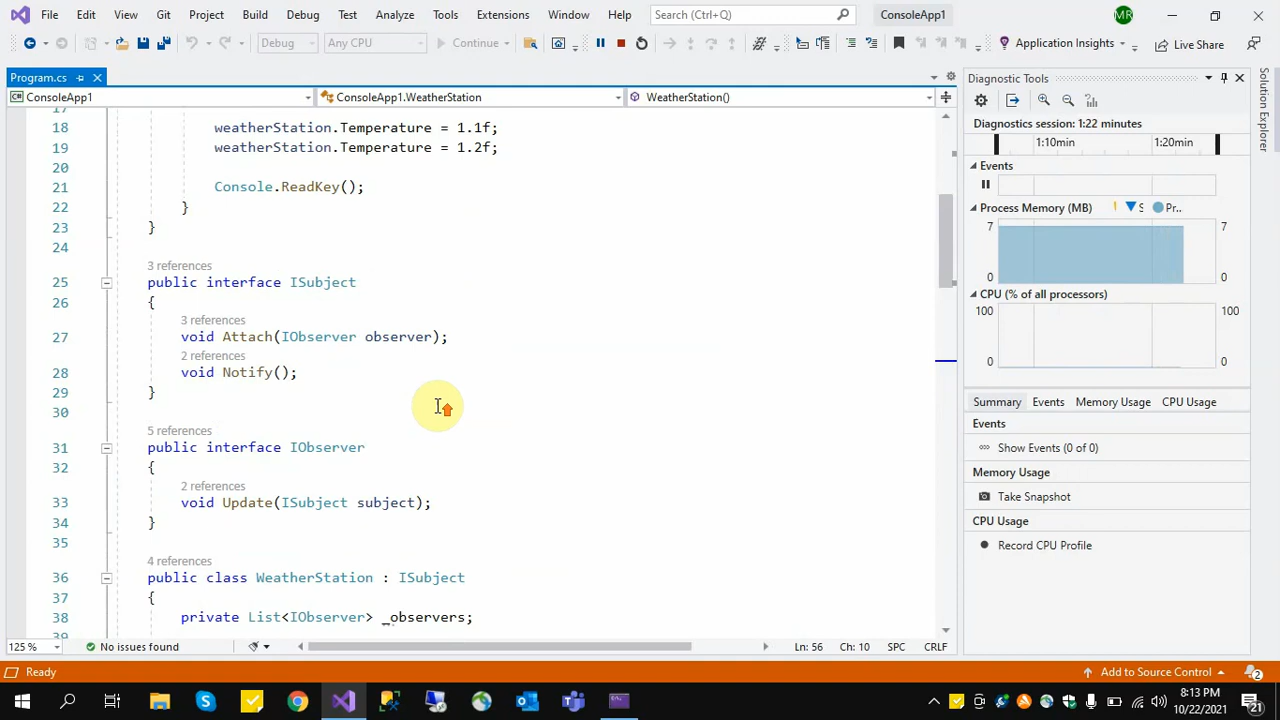 File Edit View Git Project Build Debug Test Analyze Tools Extensions Window Help Search (Ctrl+Q) ConsoleApp1 MR
Debug Any CPU Continue Application Insights Live Share
Program.cs
ConsoleApp1 ConsoleApp1.WeatherStation WeatherStation()
17
18 weatherStation.Temperature = 1.1f;
19 weatherStation.Temperature = 1.2f;
20
21 Console.ReadKey();
22 }
23 }
24
3 references
25 public interface ISubject
26 {
3 references
27 void Attach(IObserver observer);
2 references
28 void Notify();
29 }
30
5 references
31 public interface IObserver
32 {
2 references
33 void Update(ISubject subject);
34 }
35
4 references
36 public class WeatherStation : ISubject
37 {
38 private List<IObserver> _observers;
39
125 % No issues found Ln: 56 Ch: 10 SPC CRLF
Diagnostic Tools
Diagnostics session: 1:22 minutes
1:10min 1:20min
Events
Process Memory (MB) S Pr..
7 7
0 0
CPU (% of all processors)
100 100
0 0
Summary Events Memory Usage CPU Usage
Events
Show Events (0 of 0)
Memory Usage
Take Snapshot
CPU Usage
Record CPU Profile
Solution Explorer
Ready Add to Source Control 2
8:13 PM
10/22/2021
21